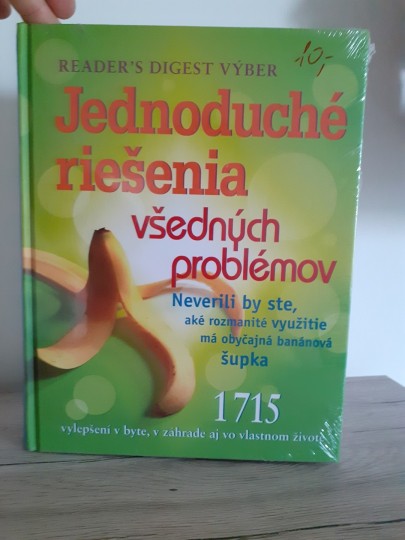 10,-
READER'S DIGEST VÝBER
Jednoduché
riešenia
všedných
problémov
Neverili by ste,
aké rozmanité využitie
má obyčajná banánová
šupka
1715
vylepšení v byte, v záhrade aj vo vlastnom živote